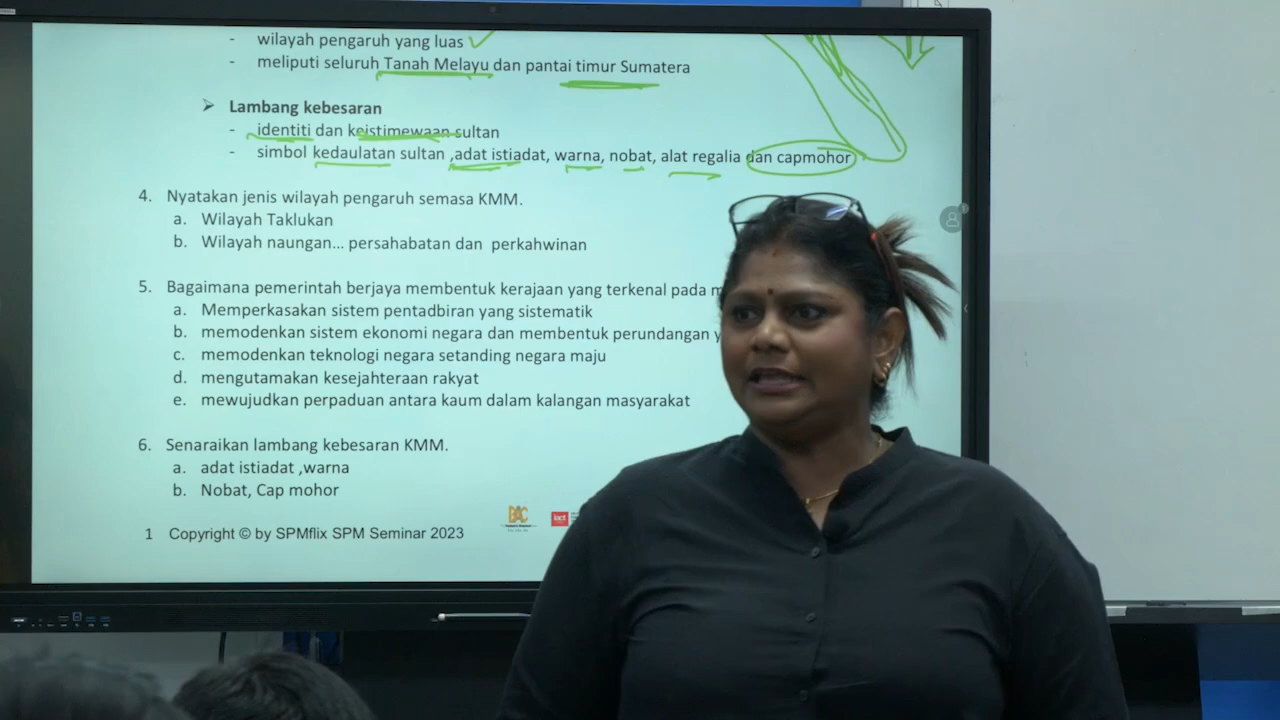 - wilayah pengaruh yang luas
- meliputi seluruh Tanah Melayu dan pantai timur Sumatera
➢ Lambang kebesaran
- identiti dan keistimewaan sultan
- simbol kedaulatan sultan ,adat istiadat, warna, nobat, alat regalia dan capmohor
4. Nyatakan jenis wilayah pengaruh semasa KMM.
a. Wilayah Taklukan
b. Wilayah naungan... persahabatan dan perkahwinan
5. Bagaimana pemerintah berjaya membentuk kerajaan yang terkenal pada
a. Memperkasakan sistem pentadbiran yang sistematik
b. memodenkan sistem ekonomi negara dan membentuk perundangan
c. memodenkan teknologi negara setanding negara maju
d. mengutamakan kesejahteraan rakyat
e. mewujudkan perpaduan antara kaum dalam kalangan masyarakat
6. Senaraikan lambang kebesaran KMM.
a. adat istiadat ,warna
b. Nobat, Cap mohor
BAC
iact
1 Copyright © by SPMflix SPM Seminar 2023